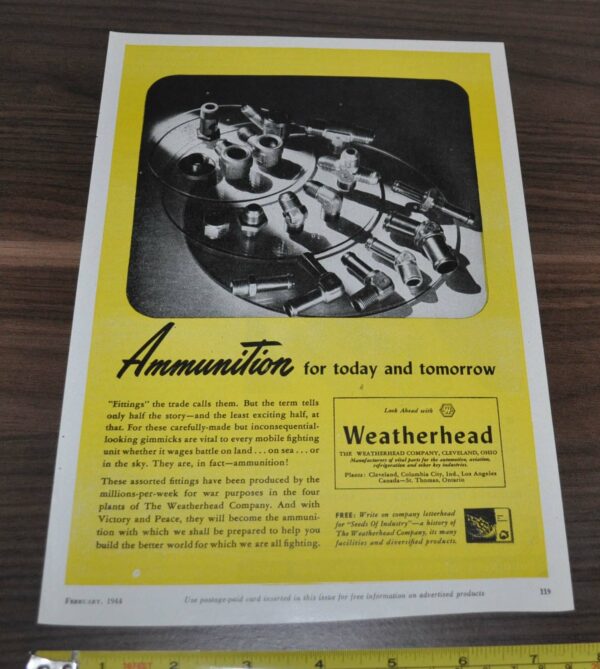 Ammunition for today and tomorrow
"Fittings" the trade calls them. But the term tells
only half the story—and the least exciting half, at
that. For these carefully-made but inconsequential-
looking gimmicks are vital to every mobile fighting
unit whether it wages battle on land . . . on sea . . . or
in the sky. They are, in fact—ammunition!
These assorted fittings have been produced by the
millions-per-week for war purposes in the four
plants of The Weatherhead Company. And with
Victory and Peace, they will become the ammuni-
tion with which we shall be prepared to help you
build the better world for which we are all fighting.
Look Ahead with
Weatherhead
THE WEATHERHEAD COMPANY, CLEVELAND, OHIO
Manufacturers of vital parts for the automotive, aviation,
refrigeration and other key industries.
Plants: Cleveland, Columbia City, Ind., Los Angeles
Canada—St. Thomas, Ontario
FREE: Write on company letterhead
for "Seeds Of Industry"—a history of
The Weatherhead Company, its many
facilities and diversified products.
FEBRUARY, 1944
Use postage-paid card inserted in this issue for free information on advertised products
119
1 2 3 4 5 6 7